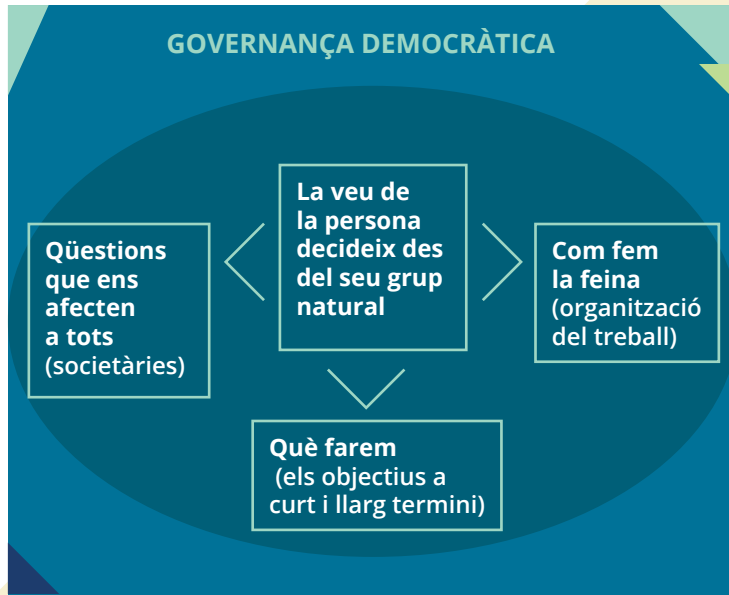 GOVERNANÇA DEMOCRÀTICA
La veu de
la persona
decideix des
del seu grup
natural
Qüestions
que ens
afecten
a tots
(societàries)
Com fem
la feina
(organització
del treball)
Què farem
(els objectius a
curt i llarg termini)